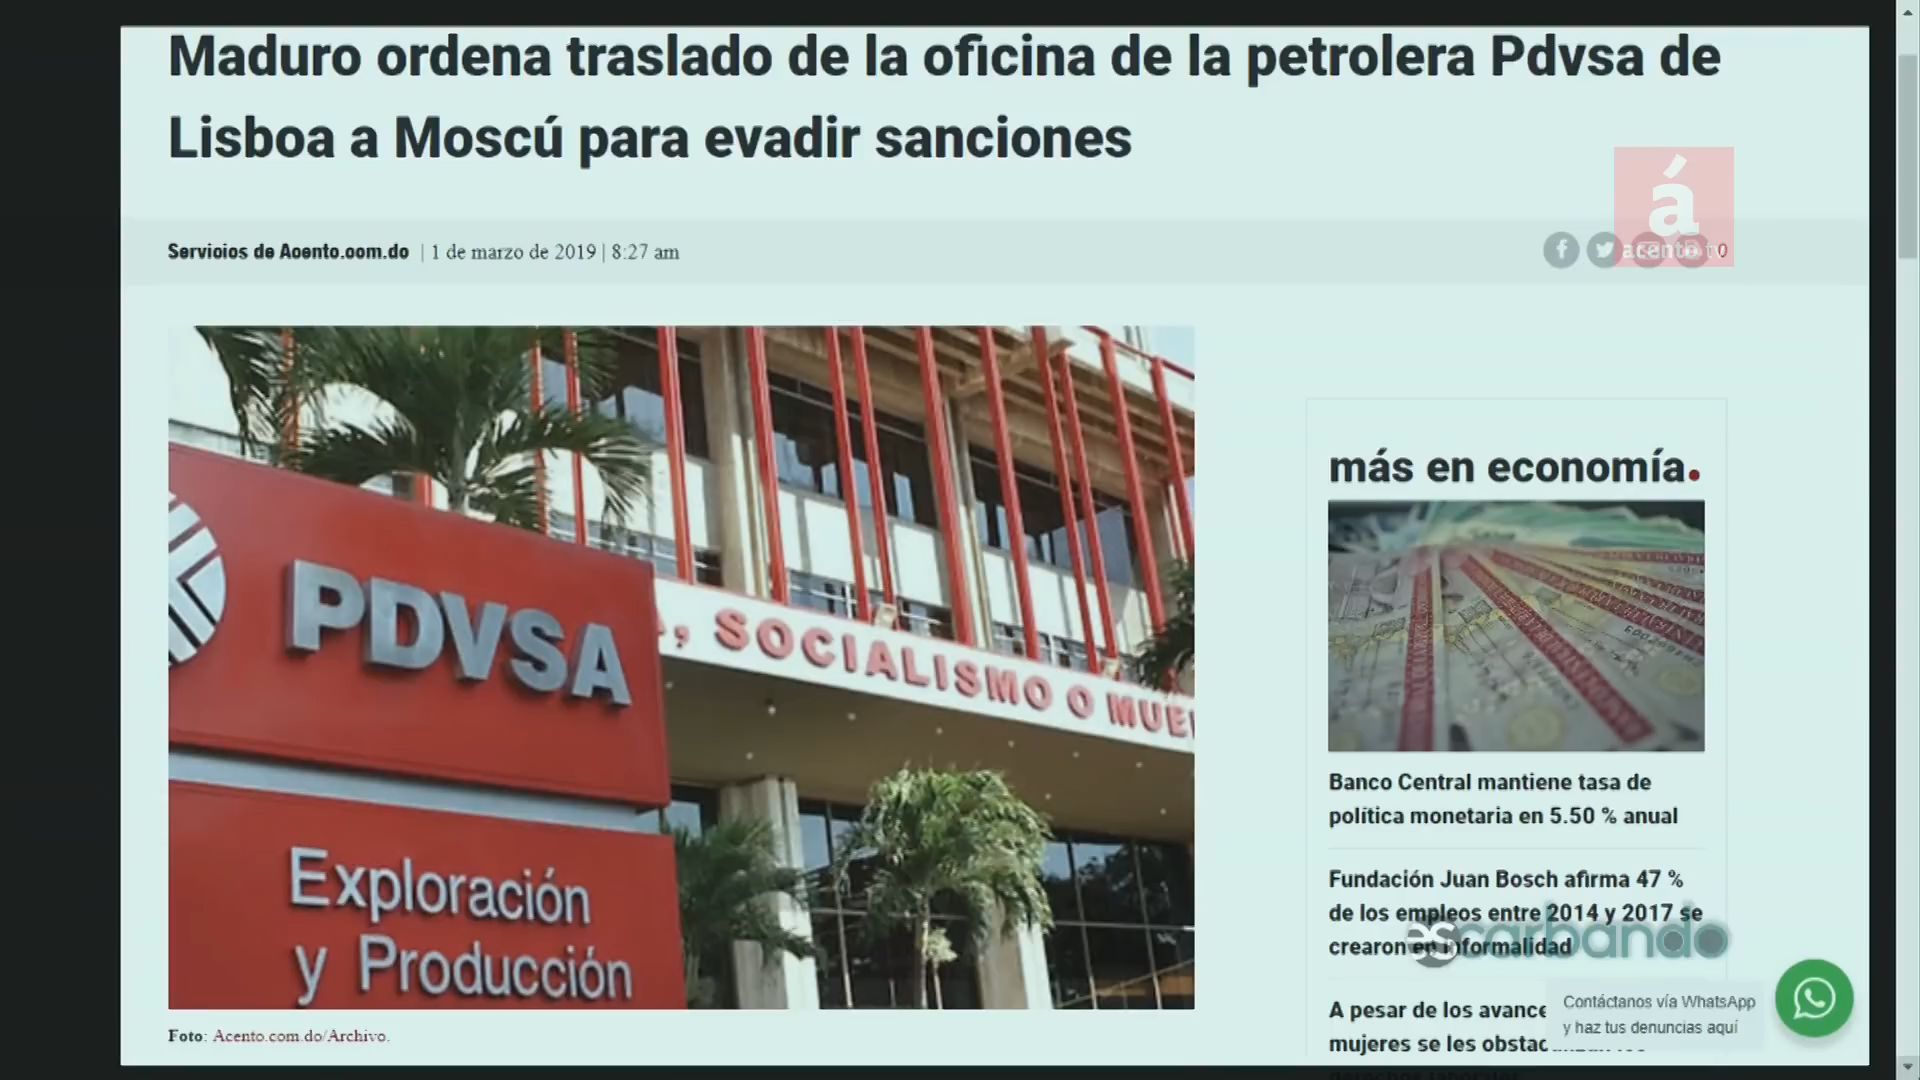 Maduro ordena traslado de la oficina de la petrolera Pdvsa de
Lisboa a Moscú para evadir sanciones
Servicios de Acento.com.do | 1 de marzo de 2019 | 8:27 am
á
acento tv
0
PDVSA
, SOCIALISMO O MUE
Exploración
y Producción
Foto: Acento.com.do/Archivo.
más en economía.
Banco Central mantiene tasa de
política monetaria en 5.50 % anual
Fundación Juan Bosch afirma 47 %
de los empleos entre 2014 y 2017 se
crearon en informalidad
escarbando
A pesar de los avance
mujeres se les obstac
Contáctanos vía WhatsApp
y haz tus denuncias aquí